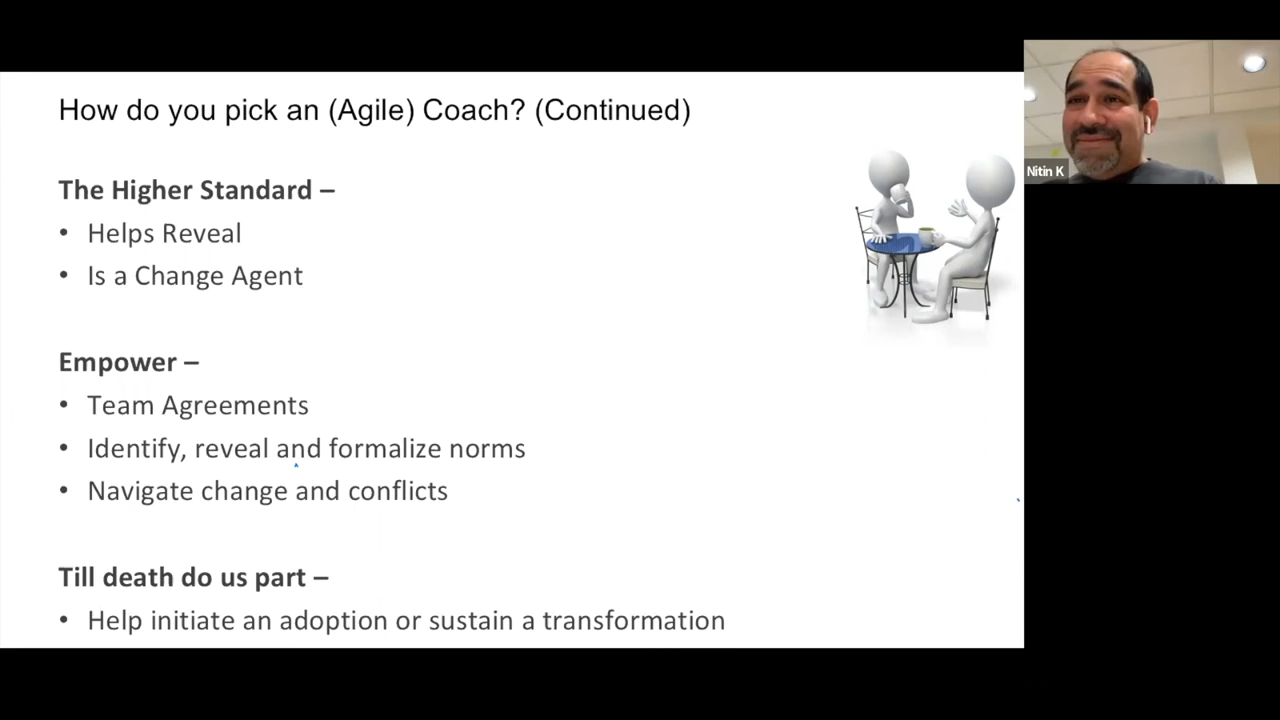 How do you pick an (Agile) Coach? (Continued)
The Higher Standard –
• Helps Reveal
• Is a Change Agent
Empower –
• Team Agreements
• Identify, reveal and formalize norms
• Navigate change and conflicts
Till death do us part –
• Help initiate an adoption or sustain a transformation
Nitin K